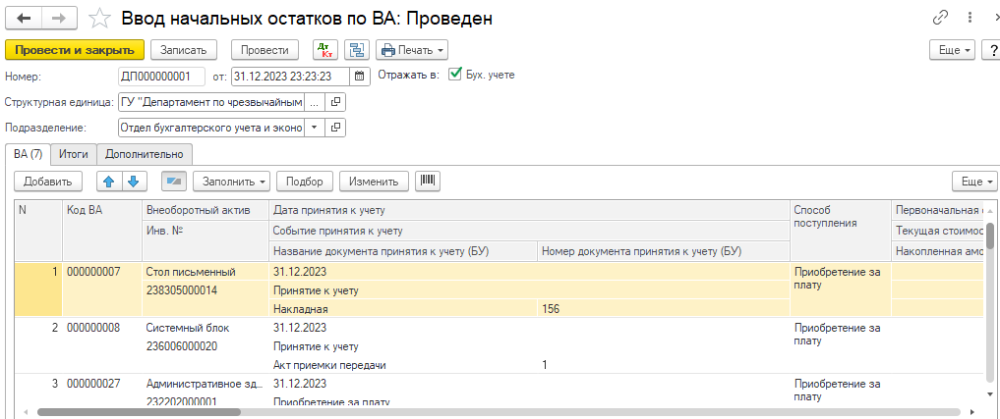 Ввод начальных остатков по ВА: Проведен
Провести и закрыть Записать Провести Дт Кт Печать Еще ?
Номер: ДП000000001 от: 31.12.2023 23:23:23 Отражать в: Бух. учете
Структурная единица: ГУ "Департамент по чрезвычайным ...
Подразделение: Отдел бухгалтерского учета и эконо
ВА (7) Итоги Дополнительно
Добавить Заполнить Подбор Изменить Еще
N Код ВА Внеоборотный актив Дата принятия к учету Способ поступления Первоначальная с
Инв. № Событие принятия к учету Текущая стоимос
Название документа принятия к учету (БУ) Номер документа принятия к учету (БУ) Накопленная амо
1 000000007 Стол письменный 31.12.2023 Приобретение за плату
238305000014 Принятие к учету
Накладная 156
2 000000008 Системный блок 31.12.2023 Приобретение за плату
236006000020 Принятие к учету
Акт приемки передачи 1
3 000000027 Административное зд... 31.12.2023 Приобретение за плату
232202000001 Приобретение за плату